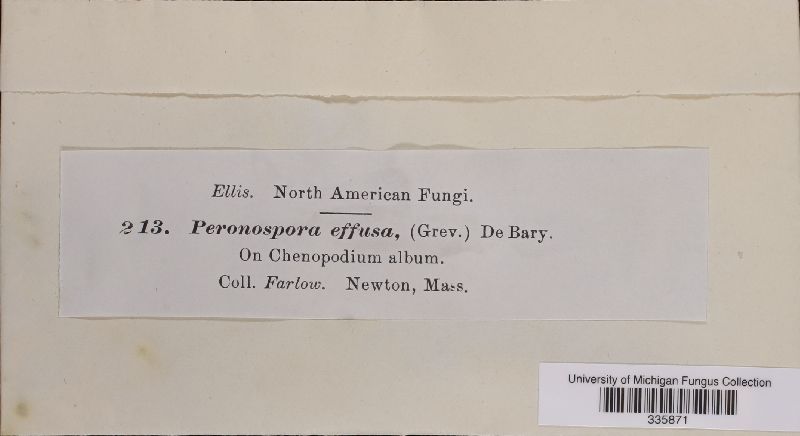 Ellis. North American Fungi.
213. Peronospora effusa, (Grev.) De Bary.
On Chenopodium album.
Coll. Farlow. Newton, Mass.
University of Michigan Fungus Collection
335871